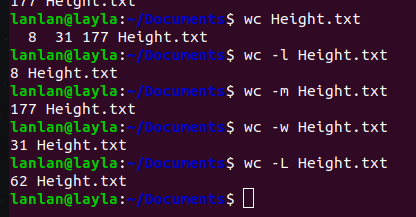 177 Height.txt
lanlan@layla:~/Documents$ wc Height.txt
  8  31 177 Height.txt
lanlan@layla:~/Documents$ wc -l Height.txt
8 Height.txt
lanlan@layla:~/Documents$ wc -m Height.txt
177 Height.txt
lanlan@layla:~/Documents$ wc -w Height.txt
31 Height.txt
lanlan@layla:~/Documents$ wc -L Height.txt
62 Height.txt
lanlan@layla:~/Documents$